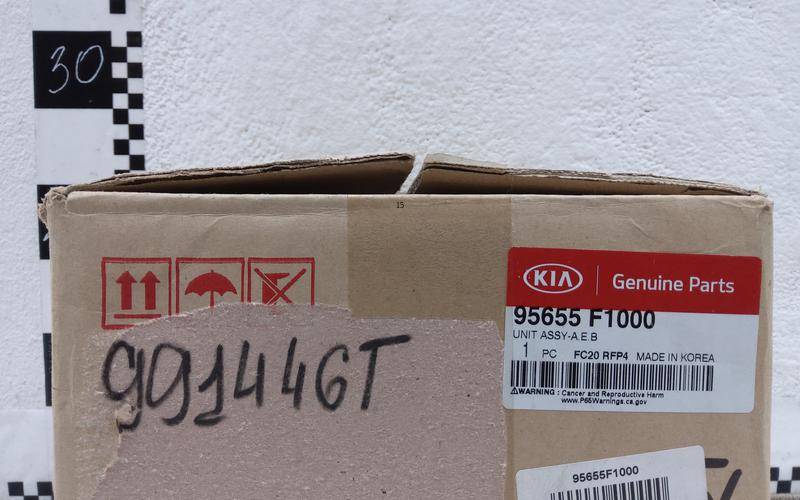 30
15
KIA Genuine Parts
95655 F1000
UNIT ASSY-A.E.B
1 PC FC20 RFP4 MADE IN KOREA
WARNING : Cancer and Reproductive Harm
www.P65Warnings.ca.gov
991446T
95655F1000